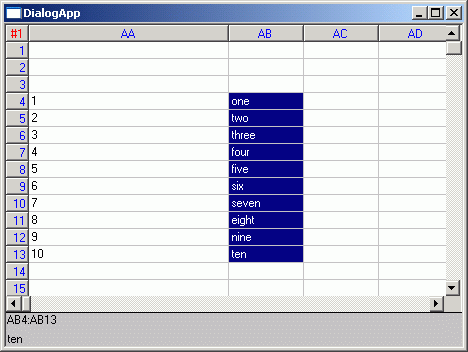 DialogApp
#1 AA AB AC AD
1
2
3
4 1 one
5 2 two
6 3 three
7 4 four
8 5 five
9 6 six
10 7 seven
11 8 eight
12 9 nine
13 10 ten
14
15
AB4:AB13
ten